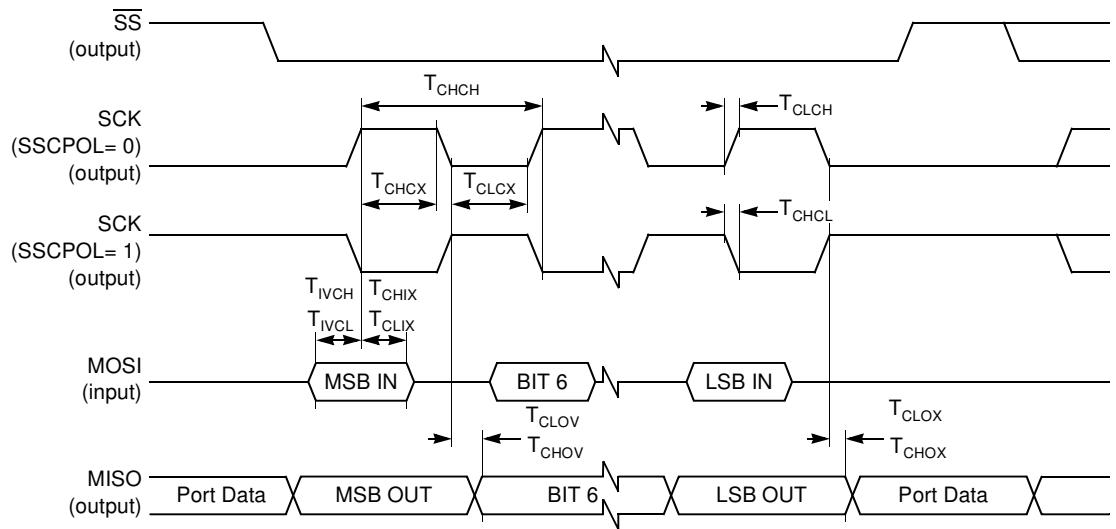 SS
(output)
T_CHCH
T_CLCH
SCK
(SSCPOL= 0)
(output)
T_CHCX
T_CLCX
T_CHCL
SCK
(SSCPOL= 1)
(output)
T_IVCH
T_CHIX
T_IVCL
T_CLIX
MOSI
(input)
MSB IN
BIT 6
LSB IN
T_CLOV
T_CHOV
T_CLOX
T_CHOX
MISO
(output)
Port Data
MSB OUT
BIT 6
LSB OUT
Port Data